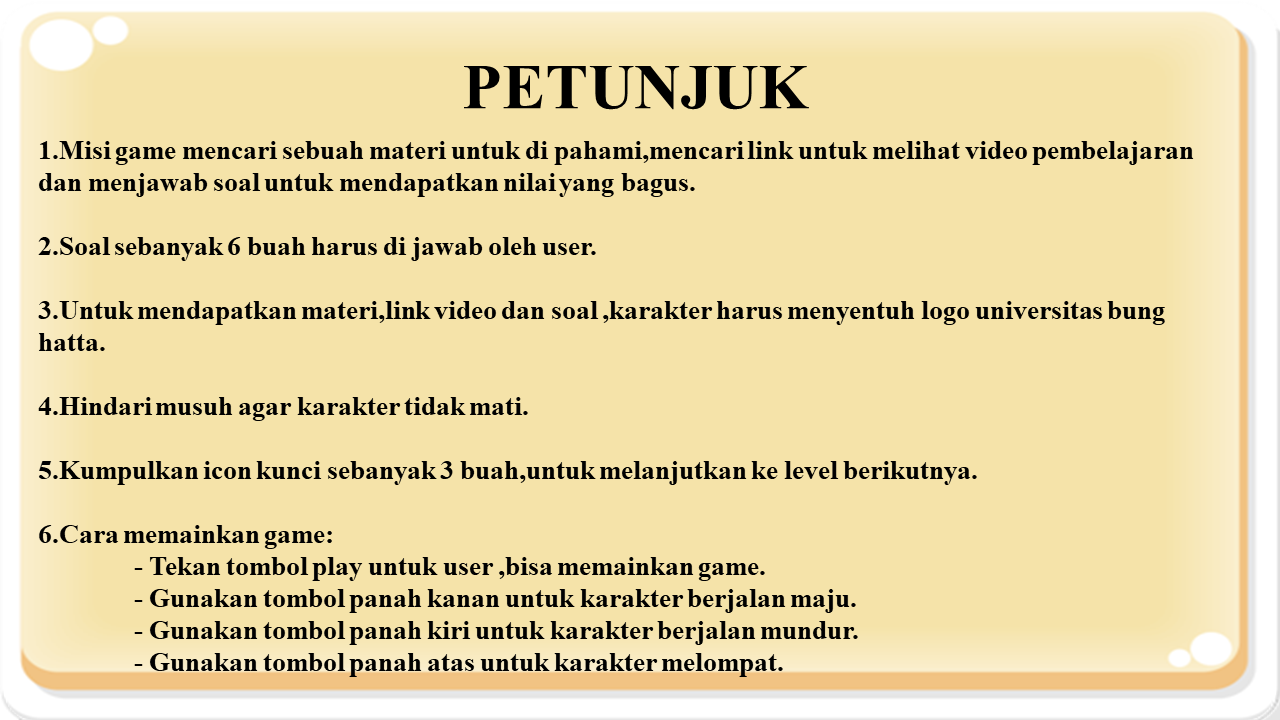 PETUNJUK
1.Misi game mencari sebuah materi untuk di pahami,mencari link untuk melihat video pembelajaran
dan menjawab soal untuk mendapatkan nilai yang bagus.
2.Soal sebanyak 6 buah harus di jawab oleh user.
3.Untuk mendapatkan materi,link video dan soal ,karakter harus menyentuh logo universitas bung
hatta.
4.Hindari musuh agar karakter tidak mati.
5.Kumpulkan icon kunci sebanyak 3 buah,untuk melanjutkan ke level berikutnya.
6.Cara memainkan game:
- Tekan tombol play untuk user ,bisa memainkan game.
- Gunakan tombol panah kanan untuk karakter berjalan maju.
- Gunakan tombol panah kiri untuk karakter berjalan mundur.
- Gunakan tombol panah atas untuk karakter melompat.